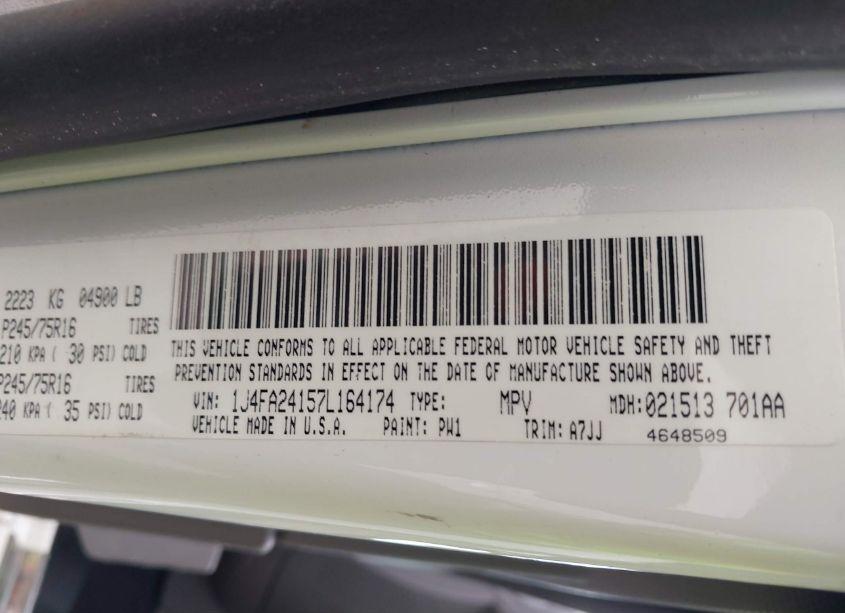 2223 KG 04900 LB
P245/75R16 TIRES
210 KPA ( 30 PSI) COLD
P245/75R16 TIRES
240 KPA ( 35 PSI) COLD
THIS VEHICLE CONFORMS TO ALL APPLICABLE FEDERAL MOTOR VEHICLE SAFETY AND THEFT
PREVENTION STANDARDS IN EFFECT ON THE DATE OF MANUFACTURE SHOWN ABOVE.
VIN: 1J4FA24157L164174 TYPE: MPV MDH:021513 701AA
VEHICLE MADE IN U.S.A. PAINT: PW1 TRIM: A7JJ 4648509